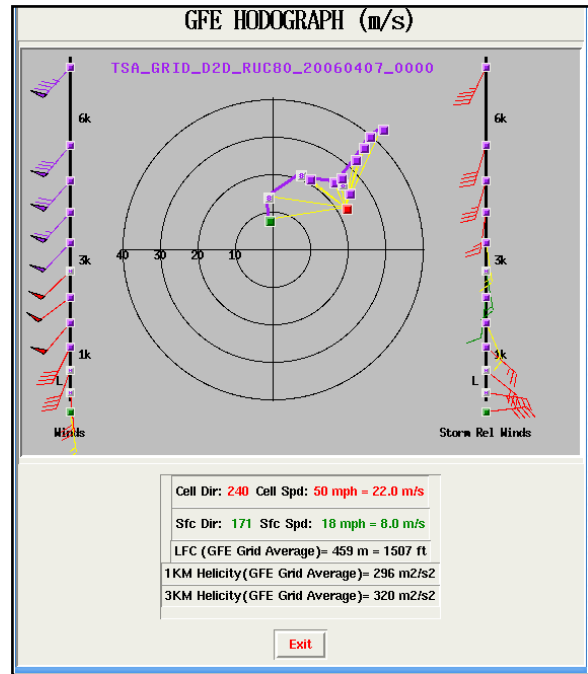 GFE HODOGRAPH (m/s)
TSA_GRID_D2D_RUC80_20060407_0000
6k
6k
40 30 20 10
3k
3k
1k
1k
L
L
Winds
Storm Rel Winds
Cell Dir: 240 Cell Spd: 50 mph = 22.0 m/s
Sfc Dir: 171 Sfc Spd: 18 mph = 8.0 m/s
LFC (GFE Grid Average)= 459 m = 1507 ft
1KM Helicity(GFE Grid Average)= 296 m2/s2
3KM Helicity(GFE Grid Average)= 320 m2/s2
Exit